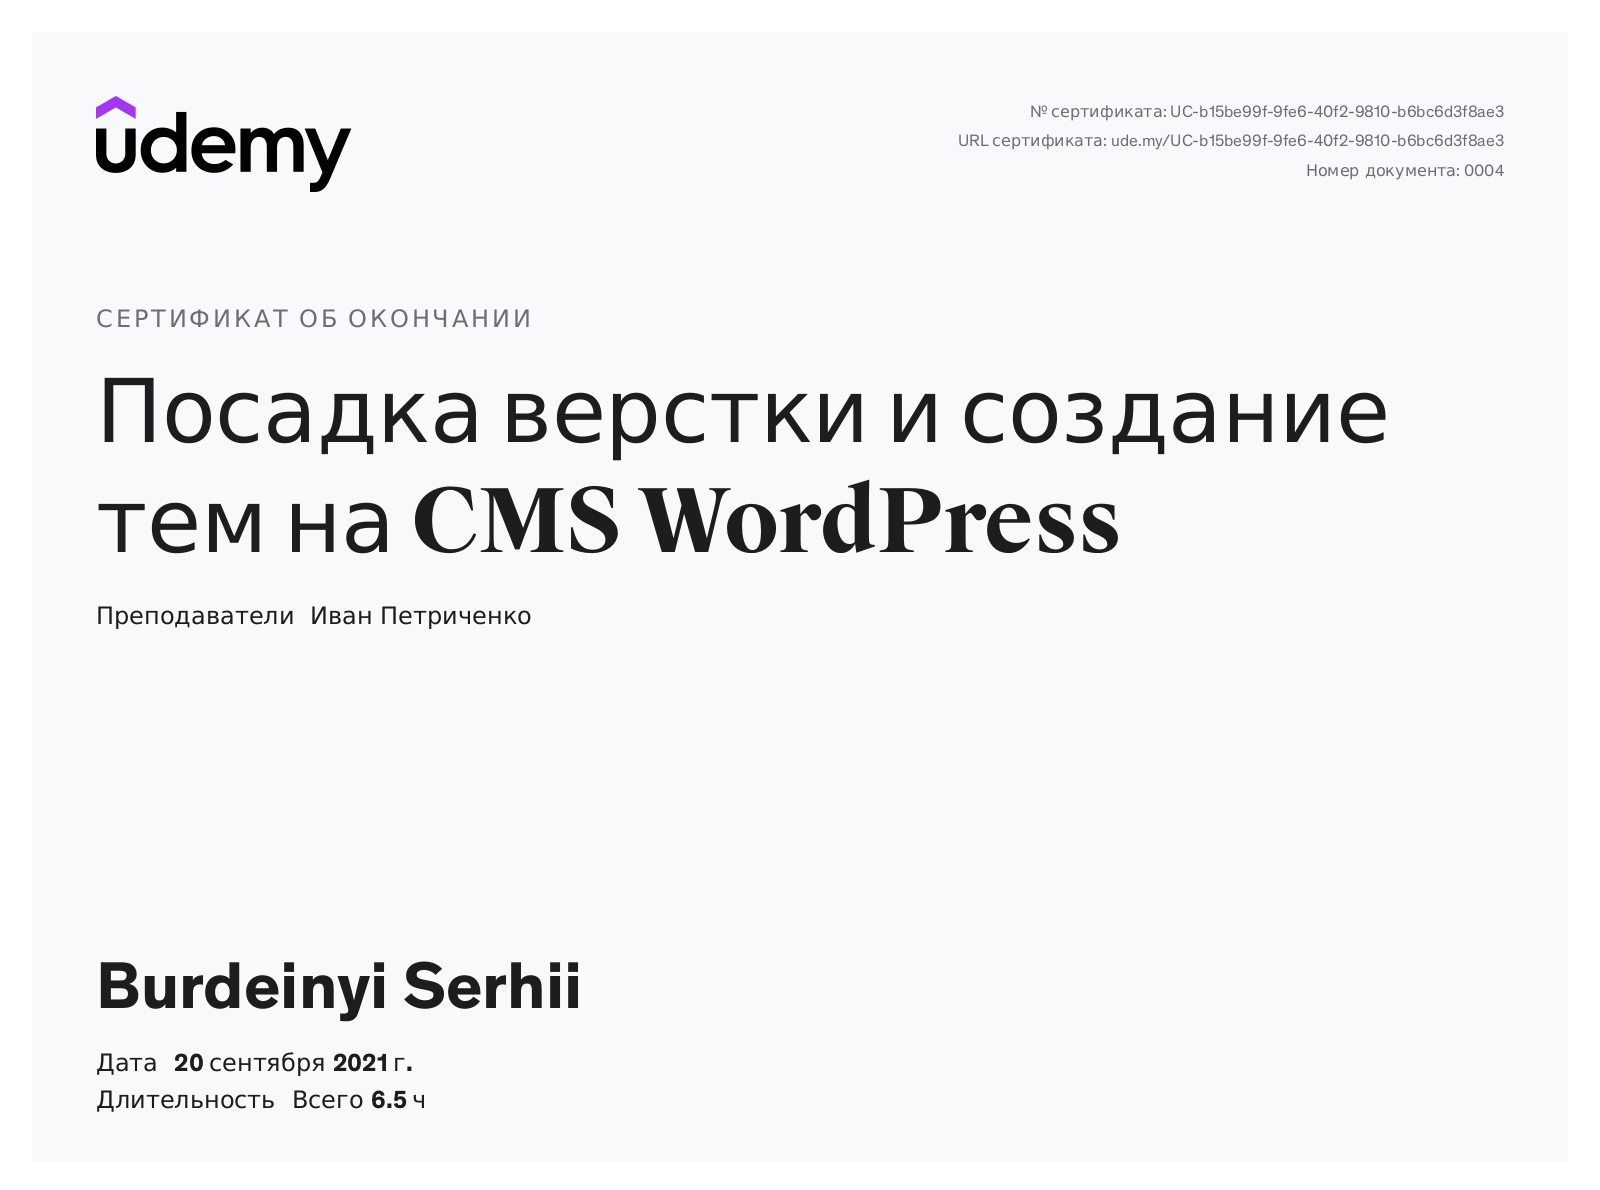 udemy
№ сертификата: UC-b15be99f-9fe6-40f2-9810-b6bc6d3f8ae3
URL сертификата: ude.my/UC-b15be99f-9fe6-40f2-9810-b6bc6d3f8ae3
Номер документа: 0004
СЕРТИФИКАТ ОБ ОКОНЧАНИИ
Посадка верстки и создание
тем на CMS WordPress
Преподаватели Иван Петриченко
Burdeinyi Serhii
Дата 20 сентября 2021 г.
Длительность Всего 6.5 ч